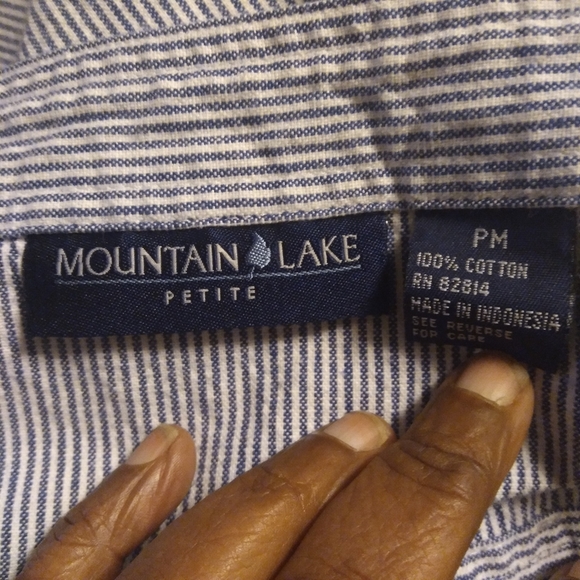 MOUNTAIN LAKE
PETITE
PM
100% COTTON
RN 82814
MADE IN INDONESIA
SEE REVERSE
FOR CARE